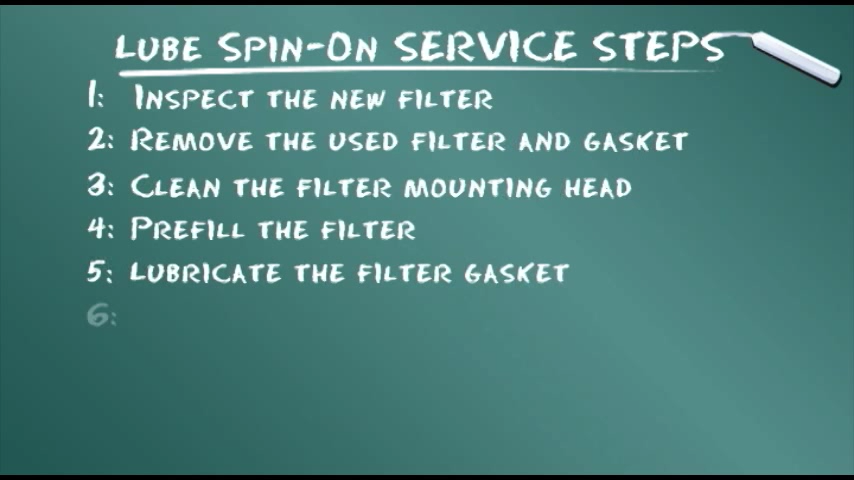 Lube Spin-On SERVICE STEPS
1: Inspect the new filter
2: Remove the used filter and gasket
3: Clean the filter mounting head
4: Prefill the filter
5: Lubricate the filter gasket
6: